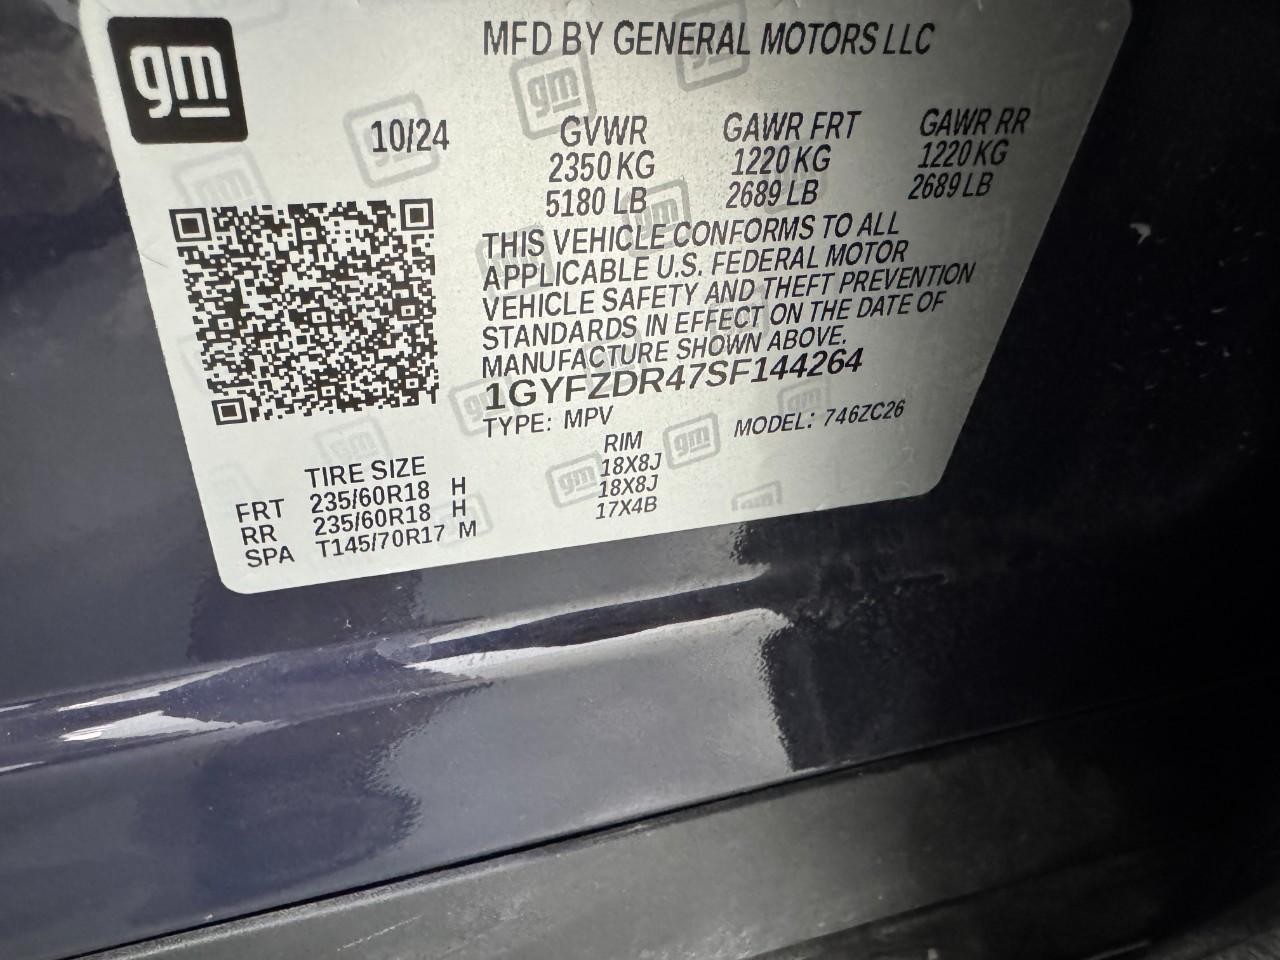 gm
MFD BY GENERAL MOTORS LLC
10/24
GVWR GAWR FRT GAWR RR
2350 KG 1220 KG 1220 KG
5180 LB 2689 LB 2689 LB
THIS VEHICLE CONFORMS TO ALL
APPLICABLE U.S. FEDERAL MOTOR
VEHICLE SAFETY AND THEFT PREVENTION
STANDARDS IN EFFECT ON THE DATE OF
MANUFACTURE SHOWN ABOVE.
1GYFZDR47SF144264
TYPE: MPV MODEL: 746ZC26
TIRE SIZE RIM
FRT 235/60R18 H 18X8J
RR 235/60R18 H 18X8J
SPA T145/70R17 M 17X4B